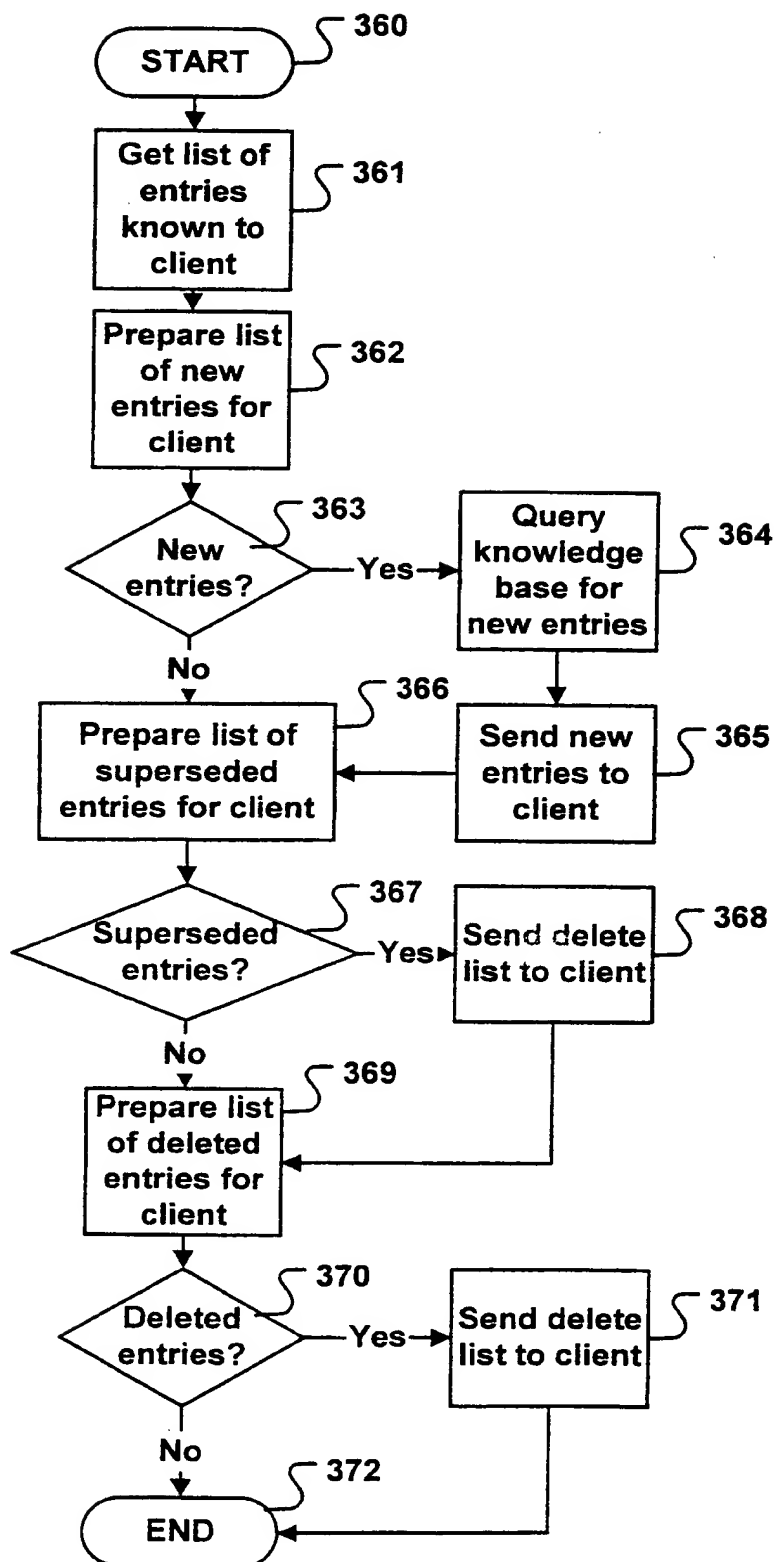 START
360
Get list of
entries
known to
client
361
Prepare list
of new
entries for
client
362
New
entries?
363
Yes
Query
knowledge
base for
new entries
364
No
Send new
entries to
client
365
Prepare list of
superseded
entries for client
366
Superseded
entries?
367
Yes
Send delete
list to client
368
No
Prepare list
of deleted
entries for
client
369
Deleted
entries?
370
Yes
Send delete
list to client
371
No
END
372